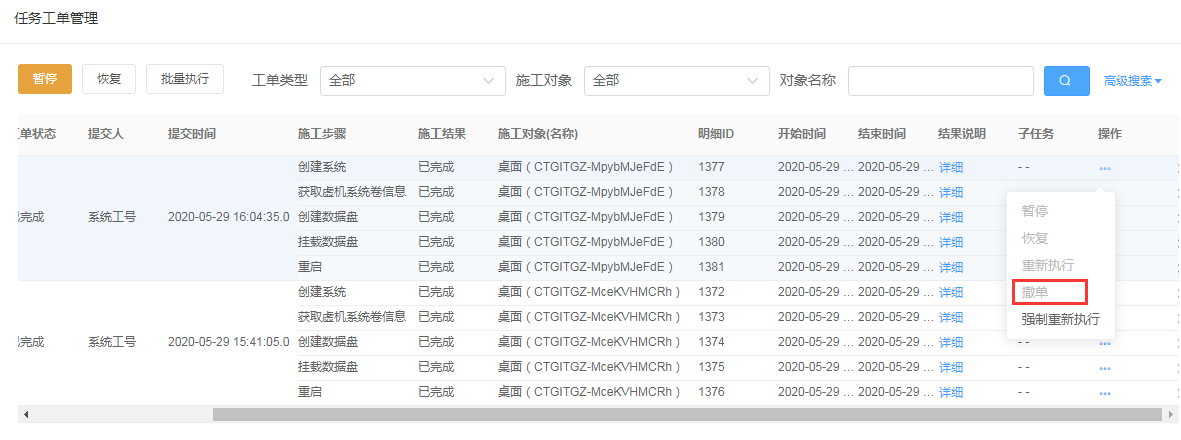 任务工单管理
暂停 恢复 批量执行 工单类型 全部 施工对象 全部 对象名称 高级搜索
单状态 提交人 提交时间 施工步骤 施工结果 施工对象(名称) 明细ID 开始时间 结束时间 结果说明 子任务 操作
创建系统 已完成 桌面 ( CTGITGZ-MpybMJeFdE ) 1377 2020-05-29 ... 2020-05-29 ... 详细 - - ...
获取虚机系统卷信息 已完成 桌面 ( CTGITGZ-MpybMJeFdE ) 1378 2020-05-29 ... 2020-05-29 ... 详细
完成 系统工号 2020-05-29 16:04:35.0 创建数据盘 已完成 桌面 ( CTGITGZ-MpybMJeFdE ) 1379 2020-05-29 ... 2020-05-29 ... 详细 暂停
挂载数据盘 已完成 桌面 ( CTGITGZ-MpybMJeFdE ) 1380 2020-05-29 ... 2020-05-29 ... 详细 恢复
重启 已完成 桌面 ( CTGITGZ-MpybMJeFdE ) 1381 2020-05-29 ... 2020-05-29 ... 详细 重新执行
创建系统 已完成 桌面 ( CTGITGZ-MceKVHMCRh ) 1372 2020-05-29 ... 2020-05-29 ... 详细 撤单
获取虚机系统卷信息 已完成 桌面 ( CTGITGZ-MceKVHMCRh ) 1373 2020-05-29 ... 2020-05-29 ... 详细 强制重新执行
完成 系统工号 2020-05-29 15:41:05.0 创建数据盘 已完成 桌面 ( CTGITGZ-MceKVHMCRh ) 1374 2020-05-29 ... 2020-05-29 ... 详细 - - ...
挂载数据盘 已完成 桌面 ( CTGITGZ-MceKVHMCRh ) 1375 2020-05-29 ... 2020-05-29 ... 详细 - - ...
重启 已完成 桌面 ( CTGITGZ-MceKVHMCRh ) 1376 2020-05-29 ... 2020-05-29 ... 详细 - - ...